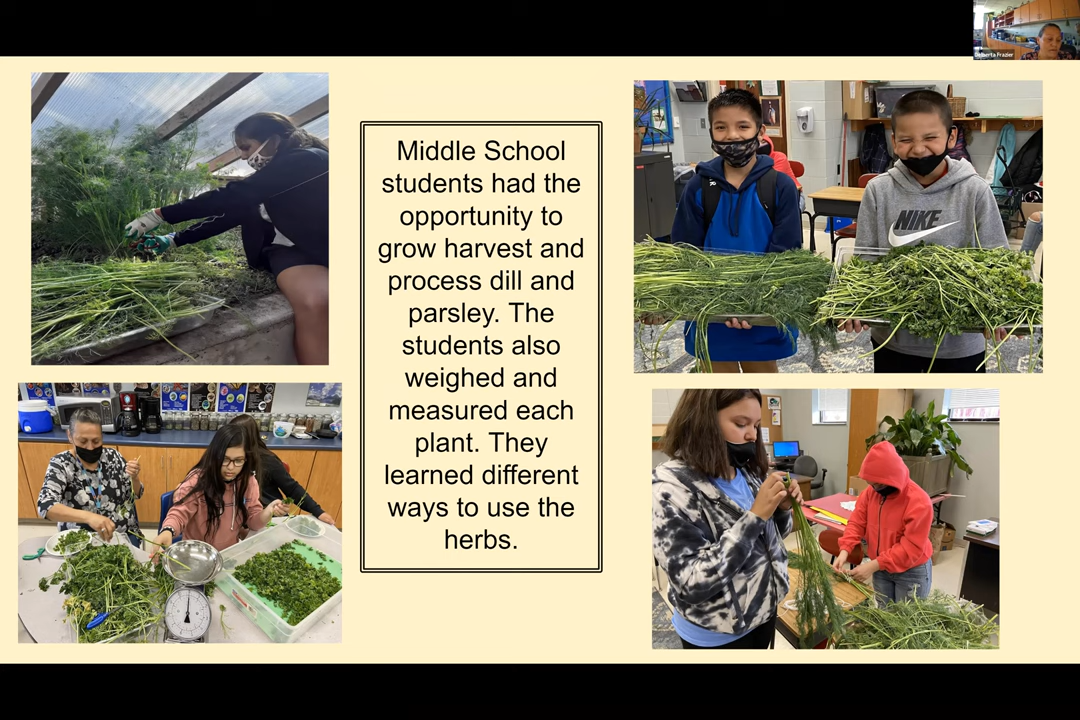 Middle School
students had the
opportunity to
grow harvest and
process dill and
parsley. The
students also
weighed and
measured each
plant. They
learned different
ways to use the
herbs.
NIKE
Frazier